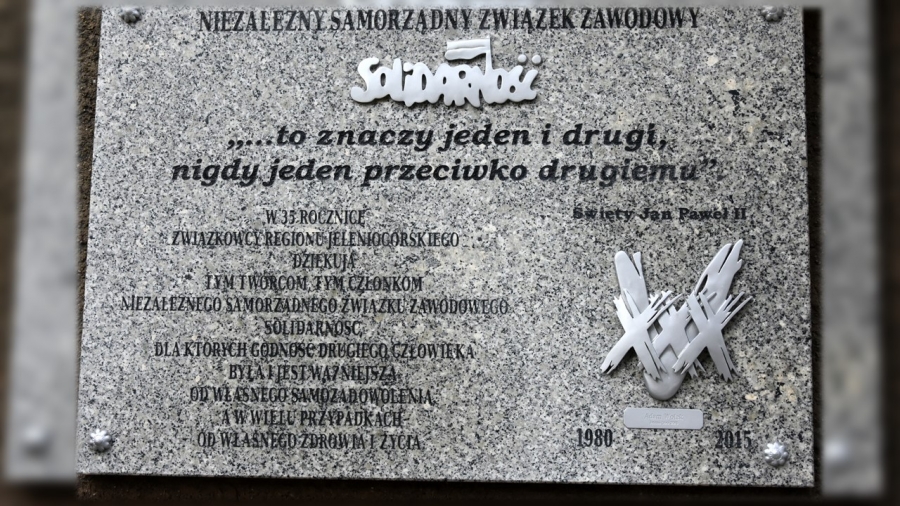 NIEZALEŻNY SAMORZĄDNY ZWIĄZEK ZAWODOWY
SOLIDARNOŚĆ
„...to znaczy jeden i drugi,
nigdy jeden przeciwko drugiemu”.
Święty Jan Paweł II
W 35 ROCZNICĘ
ZWIĄZKOWCY REGIONU JELENIOGÓRSKIEGO
DZIĘKUJĄ
TYM TWÓRCOM, TYM CZŁONKOM
NIEZALEŻNEGO SAMORZĄDNEGO ZWIĄZKU ZAWODOWEGO
SOLIDARNOŚĆ,
DLA KTÓRYCH GODNOŚĆ DRUGIEGO CZŁOWIEKA
BYŁA I JEST WAŻNIEJSZA
OD WŁASNEGO SAMOZADOWOLENIA,
A W WIELU PRZYPADKACH
OD WŁASNEGO ZDROWIA I ŻYCIA
XXXV
1980 2015